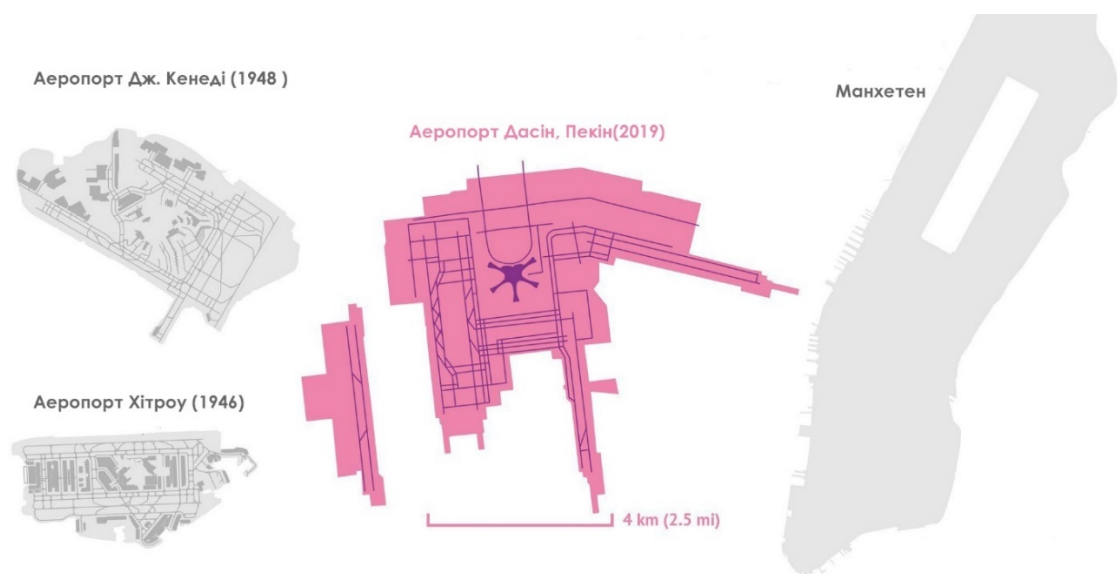 Аеропорт Дж. Кенеді (1948 )
Манхетен
Аеропорт Дасін, Пекін(2019)
Аеропорт Хітроу (1946)
4 km (2.5 mi)